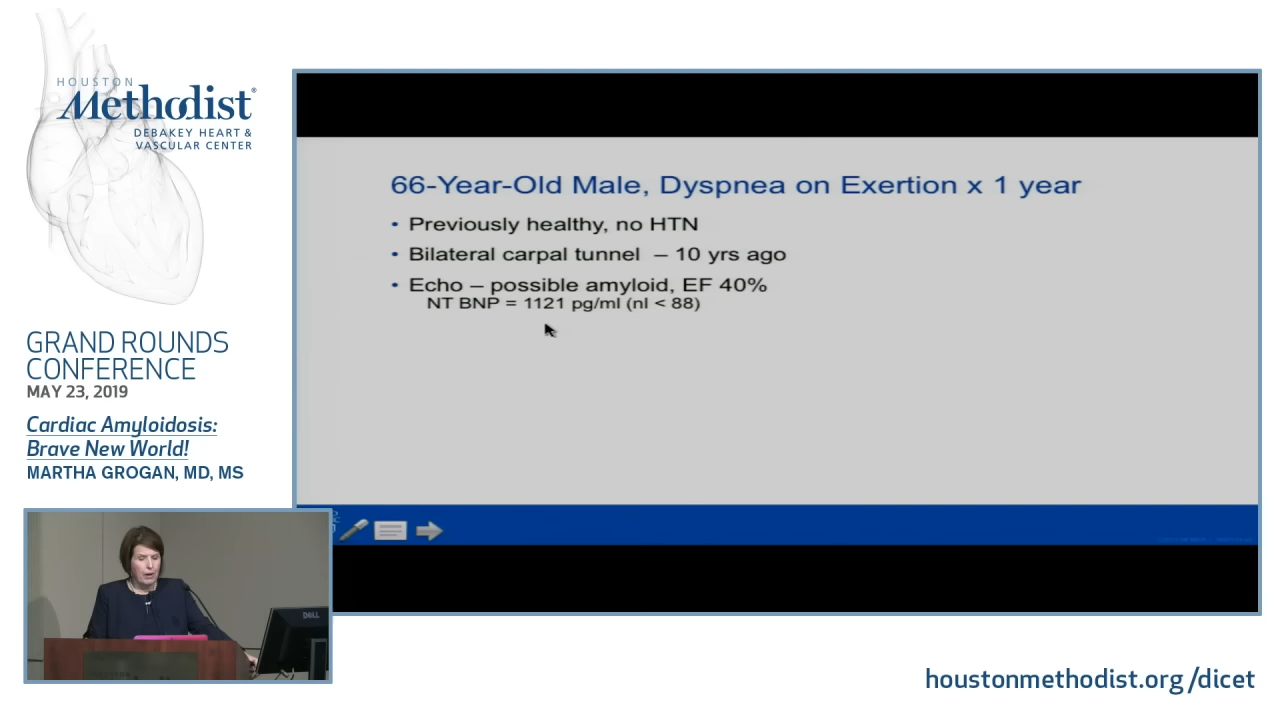 HOUSTON
Methodist®
DEBAKEY HEART &
VASCULAR CENTER
GRAND ROUNDS
CONFERENCE
MAY 23, 2019
Cardiac Amyloidosis:
Brave New World!
MARTHA GROGAN, MD, MS
66-Year-Old Male, Dyspnea on Exertion x 1 year
• Previously healthy, no HTN
• Bilateral carpal tunnel – 10 yrs ago
• Echo – possible amyloid, EF 40%
NT BNP = 1121 pg/ml (nl < 88)
DELL
houstonmethodist.org/dicet